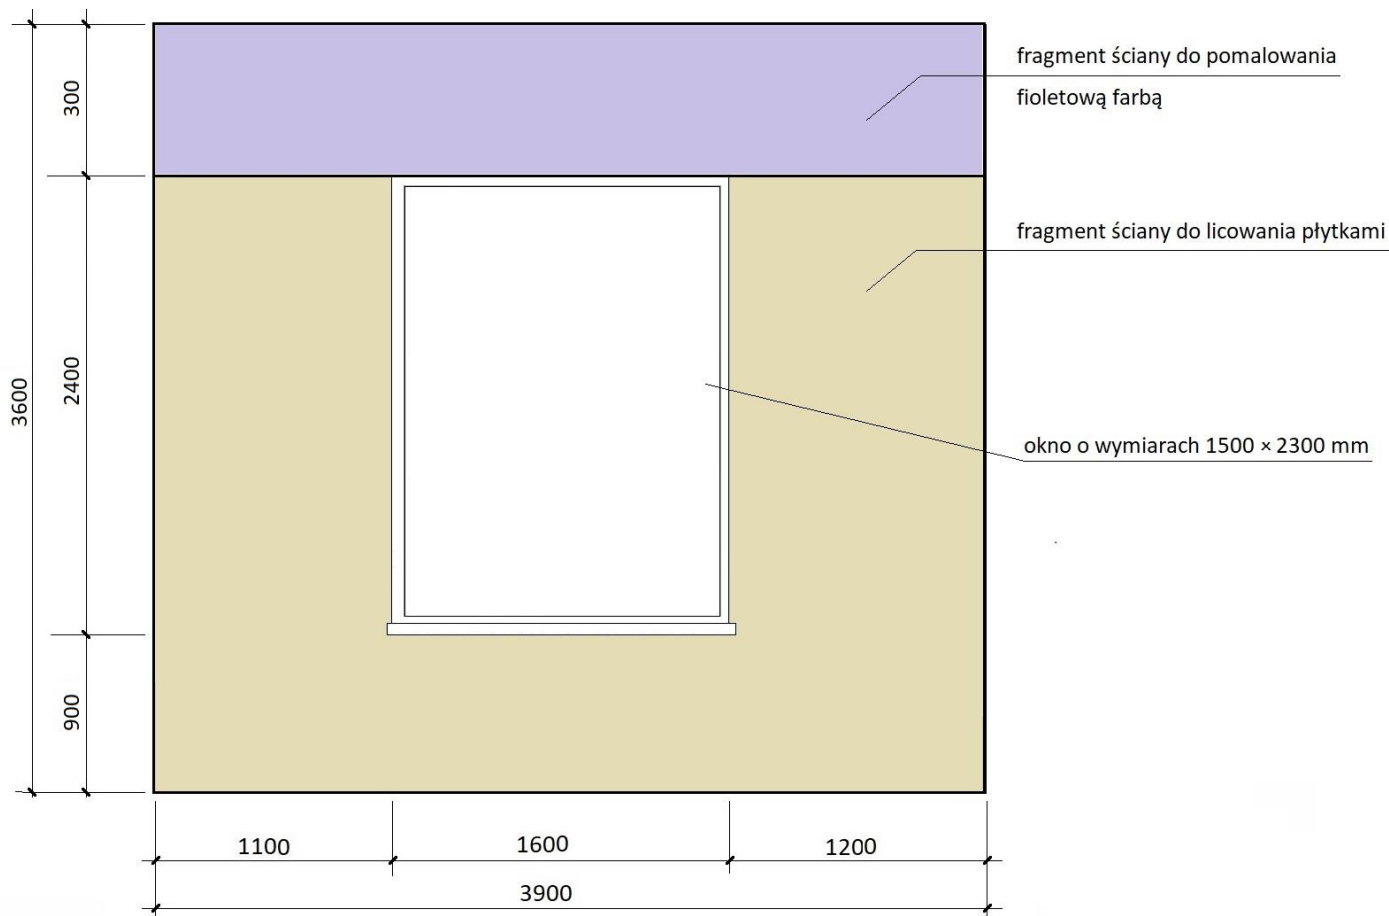 fragment ściany do pomalowania
fioletową farbą
300
fragment ściany do licowania płytkami
2400
3600
okno o wymiarach 1500 × 2300 mm
900
1100
1600
1200
3900